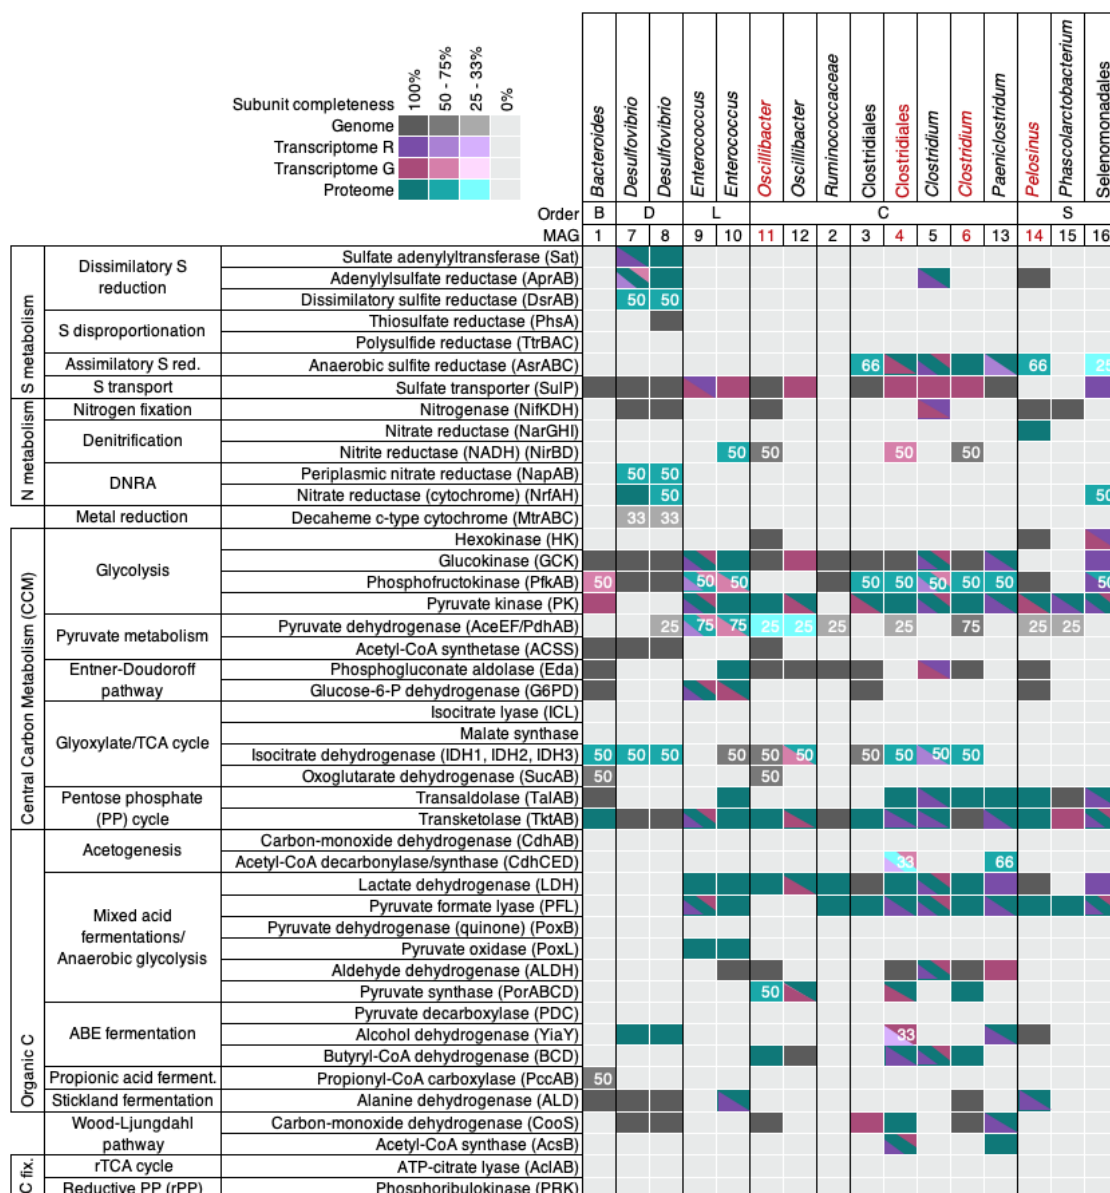 Subunit completeness 100% 50 - 75% 25 - 33% 0%
Genome
Transcriptome R
Transcriptome G
Proteome
Bacteroides Desulfovibrio Desulfovibrio Enterococcus Enterococcus Oscillibacter Oscillibacter Ruminococcaceae Clostridiales Clostridiales Clostridium Clostridium Paeniclostridum Pelosinus Phascolarctobacterium Selenomonadales
Order B D L C S
MAG 1 7 8 9 10 11 12 2 3 4 5 6 13 14 15 16
S metabolism
Dissimilatory S reduction
Sulfate adenylyltransferase (Sat)
Adenylylsulfate reductase (AprAB)
Dissimilatory sulfite reductase (DsrAB) 50 50
S disproportionation
Thiosulfate reductase (PhsA)
Polysulfide reductase (TtrBAC)
Assimilatory S red. Anaerobic sulfite reductase (AsrABC) 66 66 25
S transport Sulfate transporter (SulP)
N metabolism
Nitrogen fixation Nitrogenase (NifKDH)
Denitrification
Nitrate reductase (NarGHI)
Nitrite reductase (NADH) (NirBD) 50 50 50 50
DNRA
Periplasmic nitrate reductase (NapAB) 50 50
Nitrate reductase (cytochrome) (NrfAH) 50 50
Metal reduction Decaheme c-type cytochrome (MtrABC) 33 33
Central Carbon Metabolism (CCM)
Glycolysis
Hexokinase (HK)
Glucokinase (GCK)
Phosphofructokinase (PfkAB) 50 50 50 50 50 50 50 50 50
Pyruvate kinase (PK)
Pyruvate metabolism
Pyruvate dehydrogenase (AceEF/PdhAB) 25 75 75 25 25 25 25 75 25 25
Acetyl-CoA synthetase (ACSS)
Entner-Doudoroff pathway
Phosphogluconate aldolase (Eda)
Glucose-6-P dehydrogenase (G6PD)
Glyoxylate/TCA cycle
Isocitrate lyase (ICL)
Malate synthase
Isocitrate dehydrogenase (IDH1, IDH2, IDH3) 50 50 50 50 50 50 50 50 50 50
Oxoglutarate dehydrogenase (SucAB) 50 50
Pentose phosphate (PP) cycle
Transaldolase (TalAB)
Transketolase (TktAB)
Organic C
Acetogenesis
Carbon-monoxide dehydrogenase (CdhAB)
Acetyl-CoA decarbonylase/synthase (CdhCED) 33 66
Mixed acid fermentations/ Anaerobic glycolysis
Lactate dehydrogenase (LDH)
Pyruvate formate lyase (PFL)
Pyruvate dehydrogenase (quinone) (PoxB)
Pyruvate oxidase (PoxL)
Aldehyde dehydrogenase (ALDH)
Pyruvate synthase (PorABCD) 50
ABE fermentation
Pyruvate decarboxylase (PDC)
Alcohol dehydrogenase (YiaY) 33
Butyryl-CoA dehydrogenase (BCD)
Propionic acid ferment. Propionyl-CoA carboxylase (PccAB) 50
Stickland fermentation Alanine dehydrogenase (ALD)
Wood-Ljungdahl pathway
Carbon-monoxide dehydrogenase (CooS)
Acetyl-CoA synthase (AcsB)
C fix.
rTCA cycle ATP-citrate lyase (AclAB)
Reductive PP (rPP) Phosphoribulokinase (PRK)